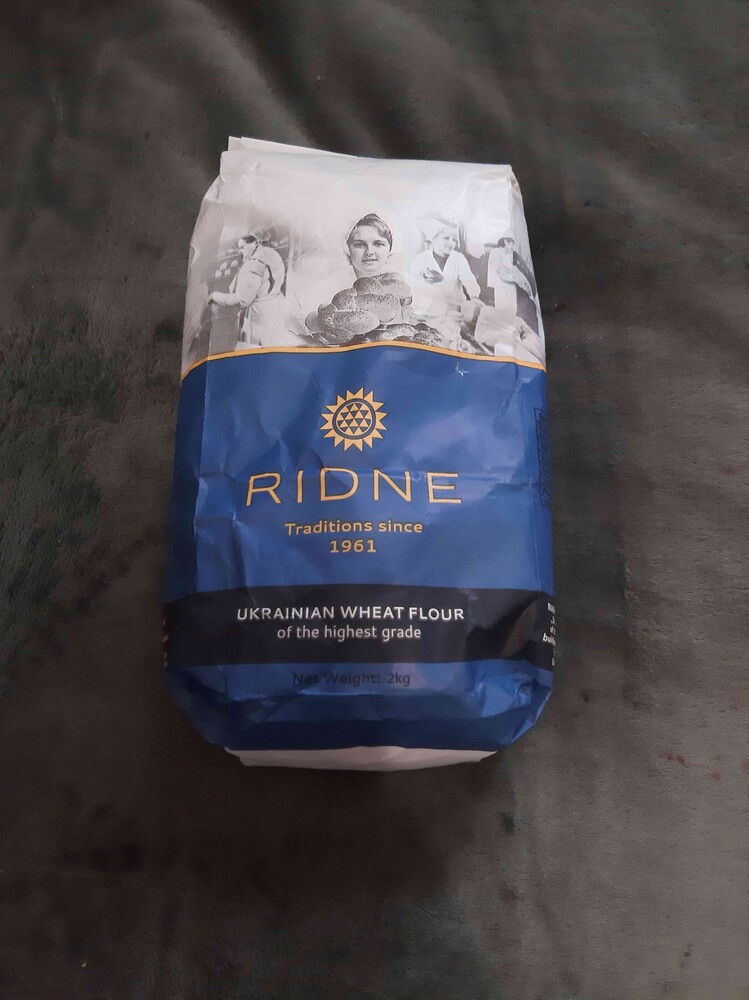 RIDNE
Traditions since
1961
UKRAINIAN WHEAT FLOUR
of the highest grade
Net Weight: 2kg